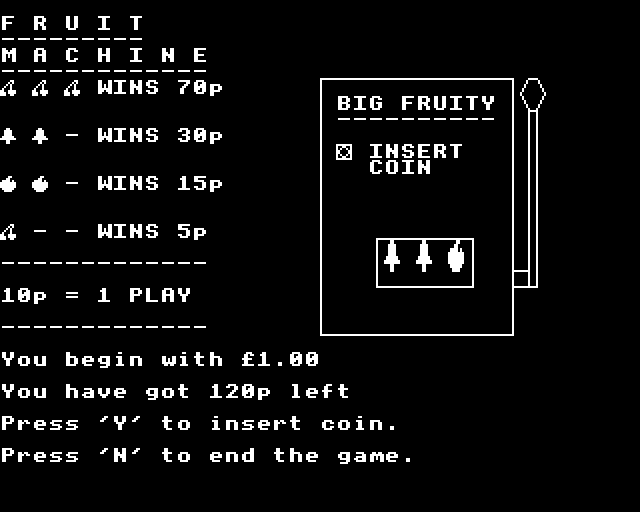 F R U I T
M A C H I N E
WINS 70p
- WINS 30p
- WINS 15p
- - WINS 5p
10p = 1 PLAY
BIG FRUITY
INSERT
COIN
You begin with £1.00
You have got 120p left
Press 'Y' to insert coin.
Press 'N' to end the game.